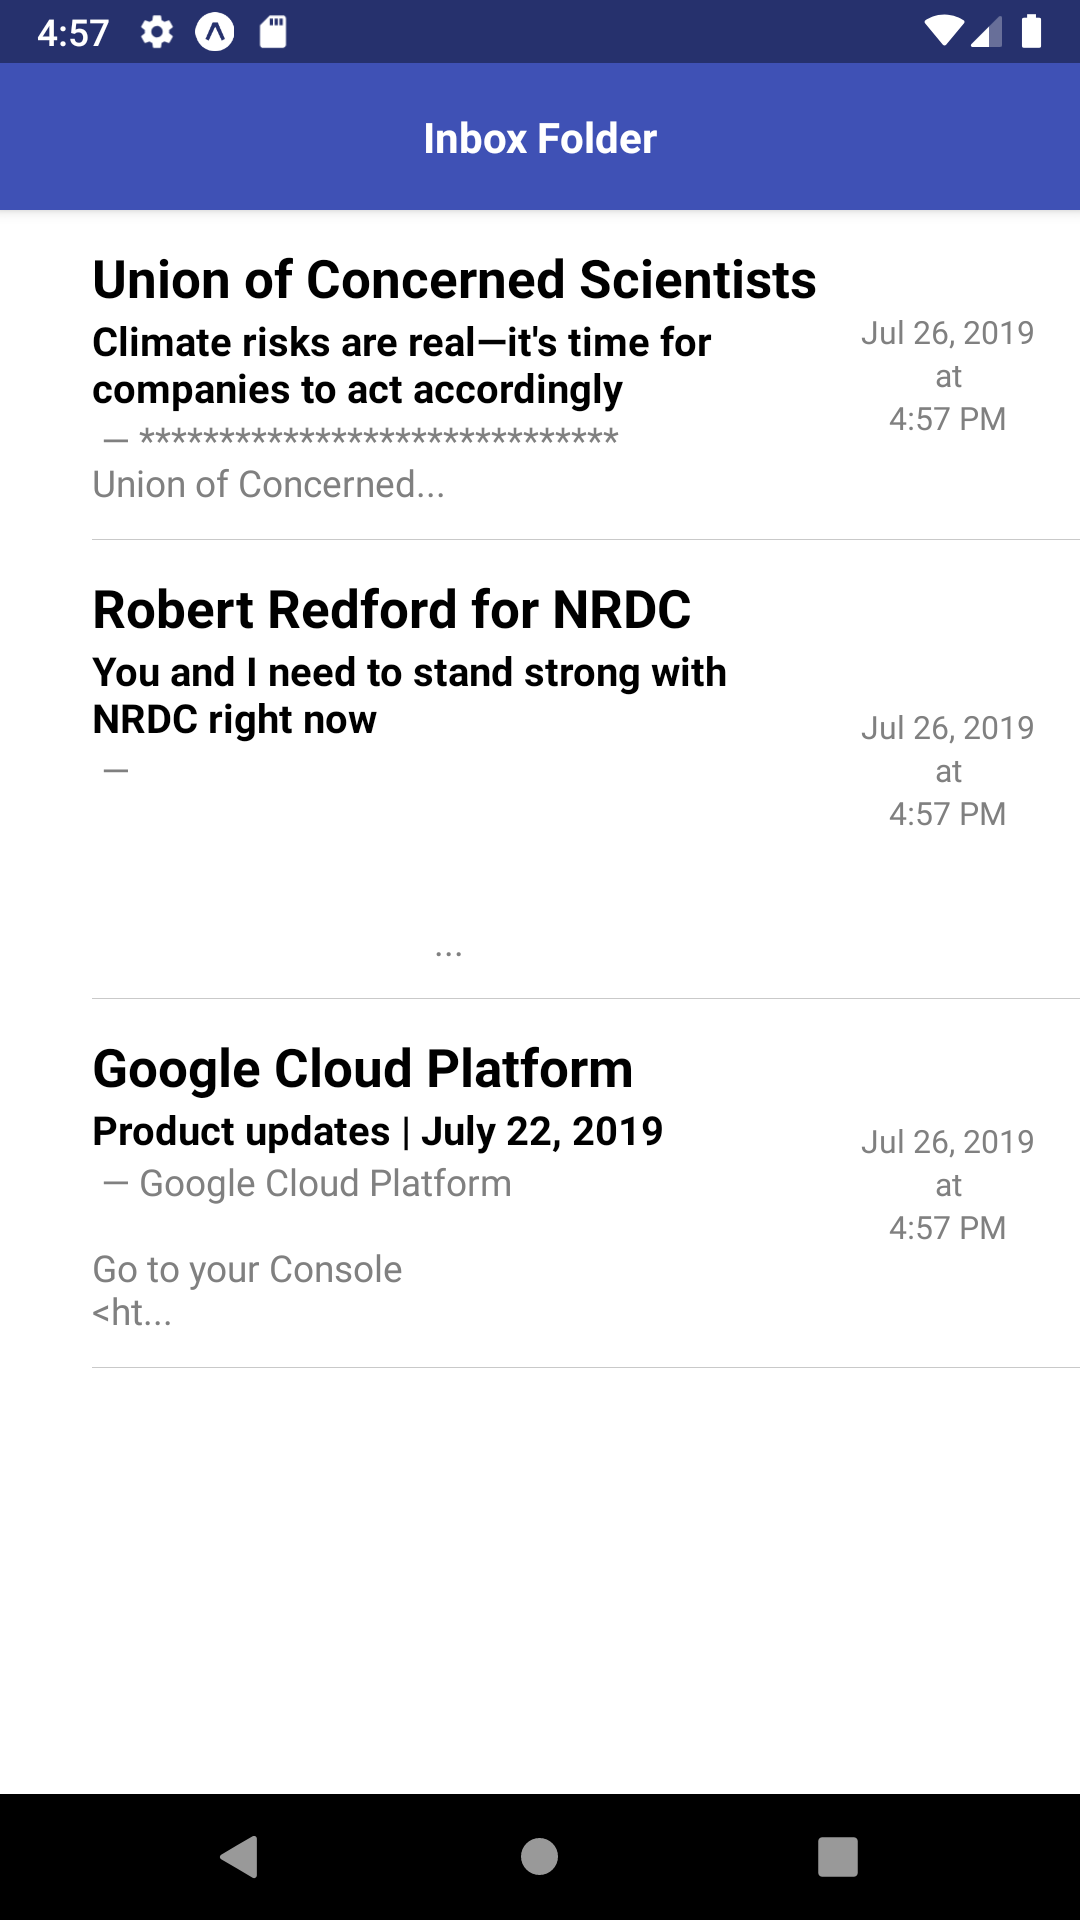 4:57
Inbox Folder
Union of Concerned Scientists
Climate risks are real—it's time for
companies to act accordingly
— ******************************
Union of Concerned...
Jul 26, 2019
at
4:57 PM
Robert Redford for NRDC
You and I need to stand strong with
NRDC right now
—
...
Jul 26, 2019
at
4:57 PM
Google Cloud Platform
Product updates | July 22, 2019
— Google Cloud Platform
Go to your Console
<ht...
Jul 26, 2019
at
4:57 PM